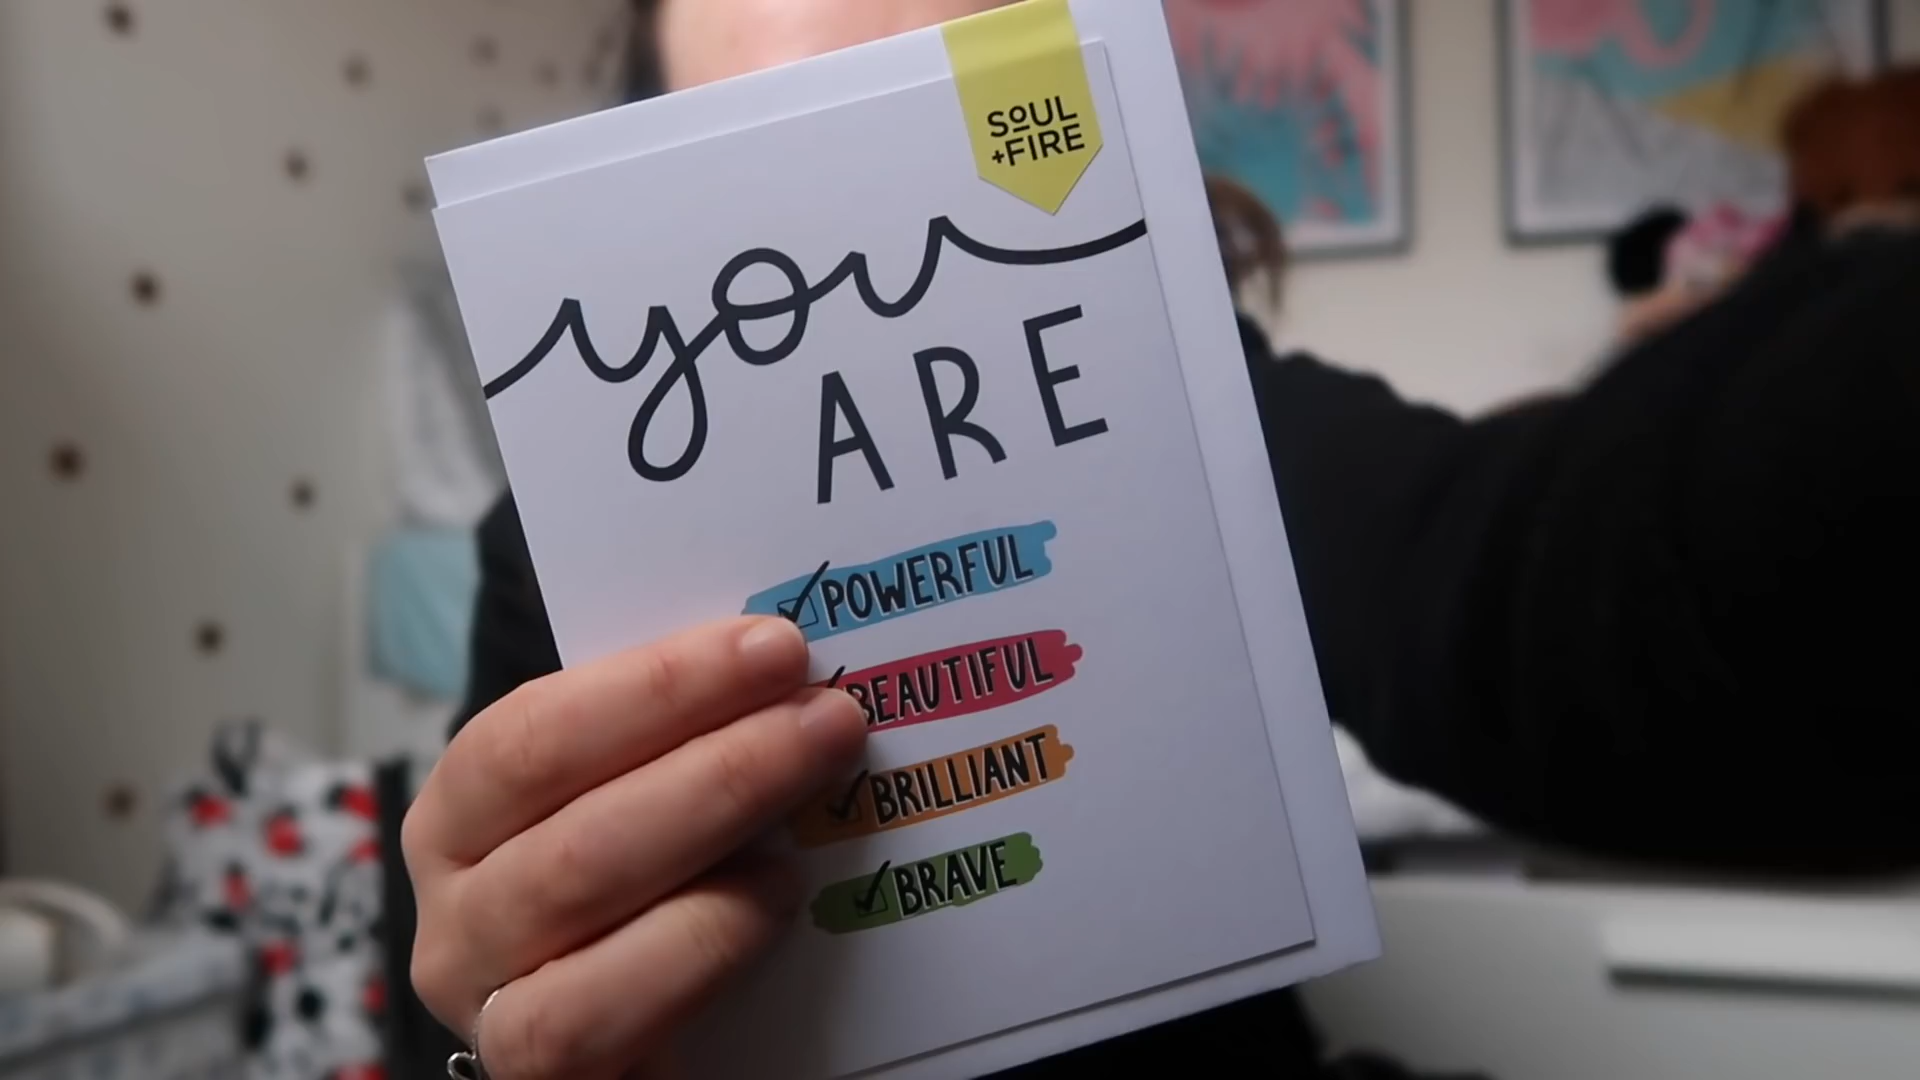 SOUL
+FIRE
you
ARE
POWERFUL
BEAUTIFUL
BRILLIANT
BRAVE